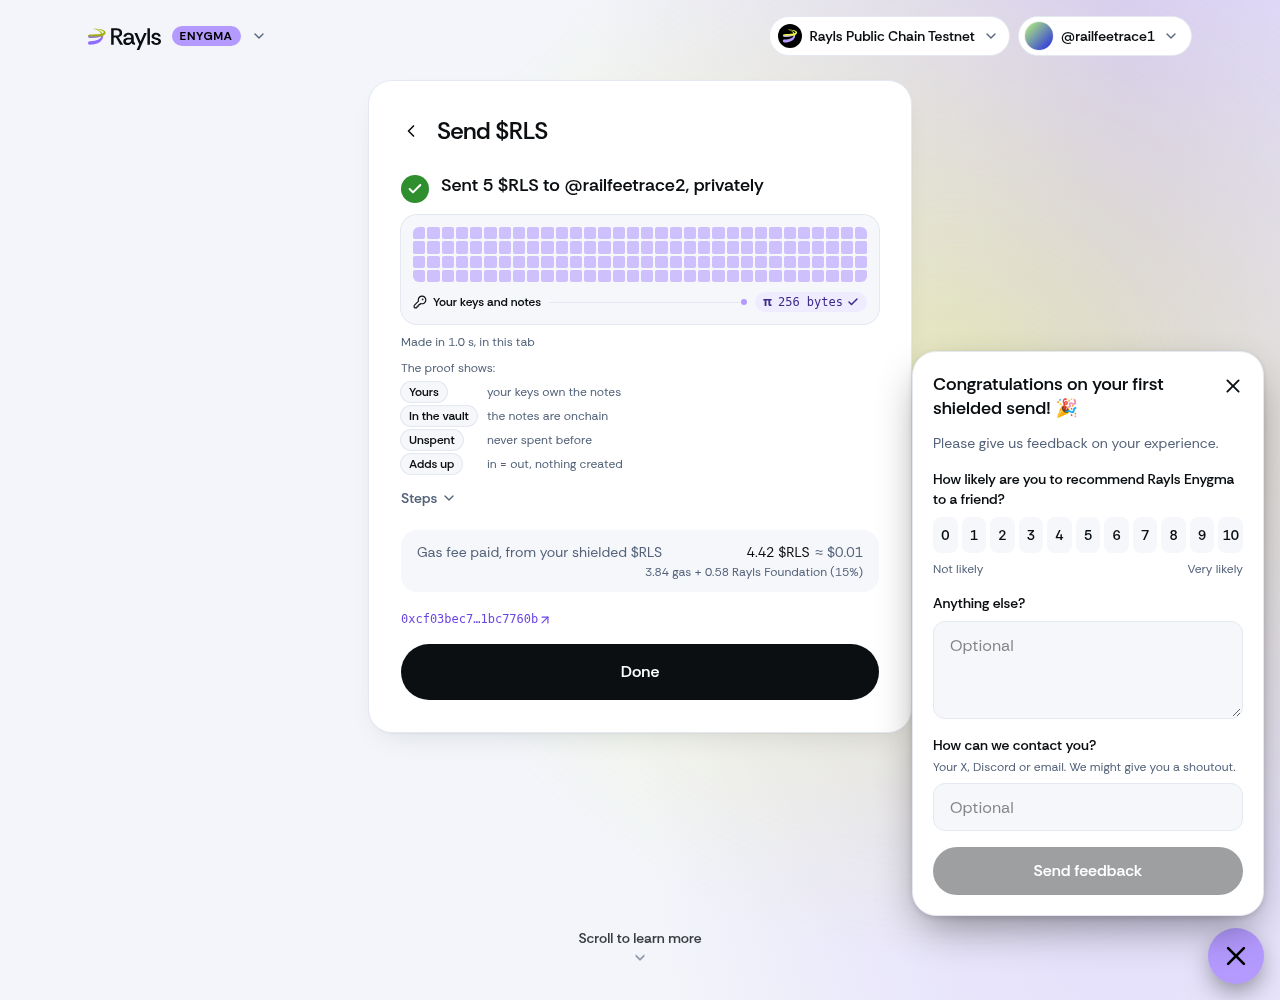 Rayls ENYGMA
Rayls Public Chain Testnet
@railfeetrace1
Send $RLS
Sent 5 $RLS to @railfeetrace2, privately
Your keys and notes
π 256 bytes
Made in 1.0 s, in this tab
The proof shows:
Yours your keys own the notes
In the vault the notes are onchain
Unspent never spent before
Adds up in = out, nothing created
Steps
Gas fee paid, from your shielded $RLS 4.42 $RLS ≈ $0.01
3.84 gas + 0.58 Rayls Foundation (15%)
0xcf03bec7…1bc7760b
Done
Scroll to learn more
Congratulations on your first
shielded send! 🎉
Please give us feedback on your experience.
How likely are you to recommend Rayls Enygma
to a friend?
0 1 2 3 4 5 6 7 8 9 10
Not likely Very likely
Anything else?
Optional
How can we contact you?
Your X, Discord or email. We might give you a shoutout.
Optional
Send feedback